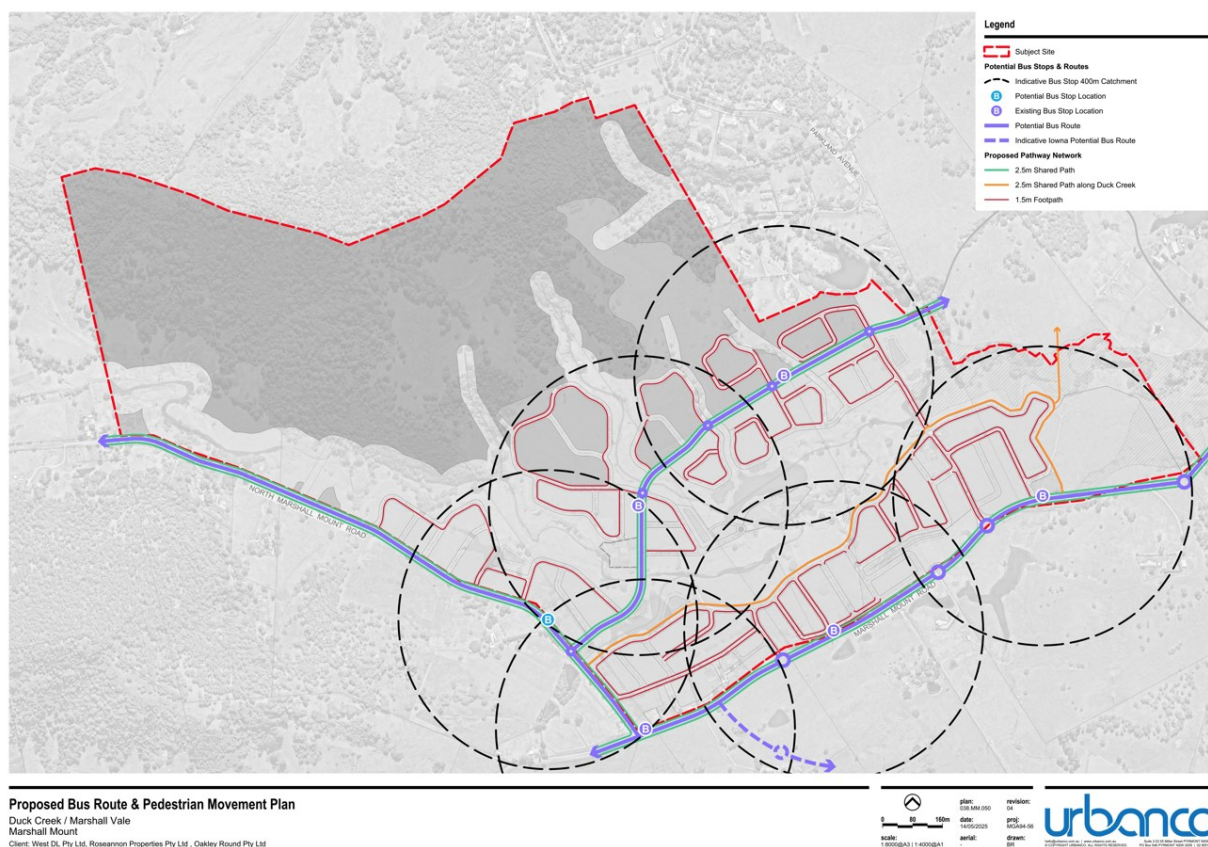 Legend
Subject Site
Potential Bus Stops & Routes
Indicative Bus Stop 400m Catchment
B Potential Bus Stop Location
B Existing Bus Stop Location
Potential Bus Route
Indicative Iowna Potential Bus Route
Proposed Pathway Network
2.5m Shared Path
2.5m Shared Path along Duck Creek
1.5m Footpath
PARKLAND AVENUE
B
B
B
NORTH MARSHALL MOUNT ROAD
B
MARSHALL MOUNT ROAD
B
B
Proposed Bus Route & Pedestrian Movement Plan
Duck Creek / Marshall Vale
Marshall Mount
Client: West DL Pty Ltd, Roseannon Properties Pty Ltd , Oakley Round Pty Ltd
0 80 160m
scale:
1:8000@A3 | 1:4000@A1
plan:
038.MM.050
date:
14/05/2025
aerial:
-
revision:
04
proj:
MGA94-56
drawn:
BR
urbanco